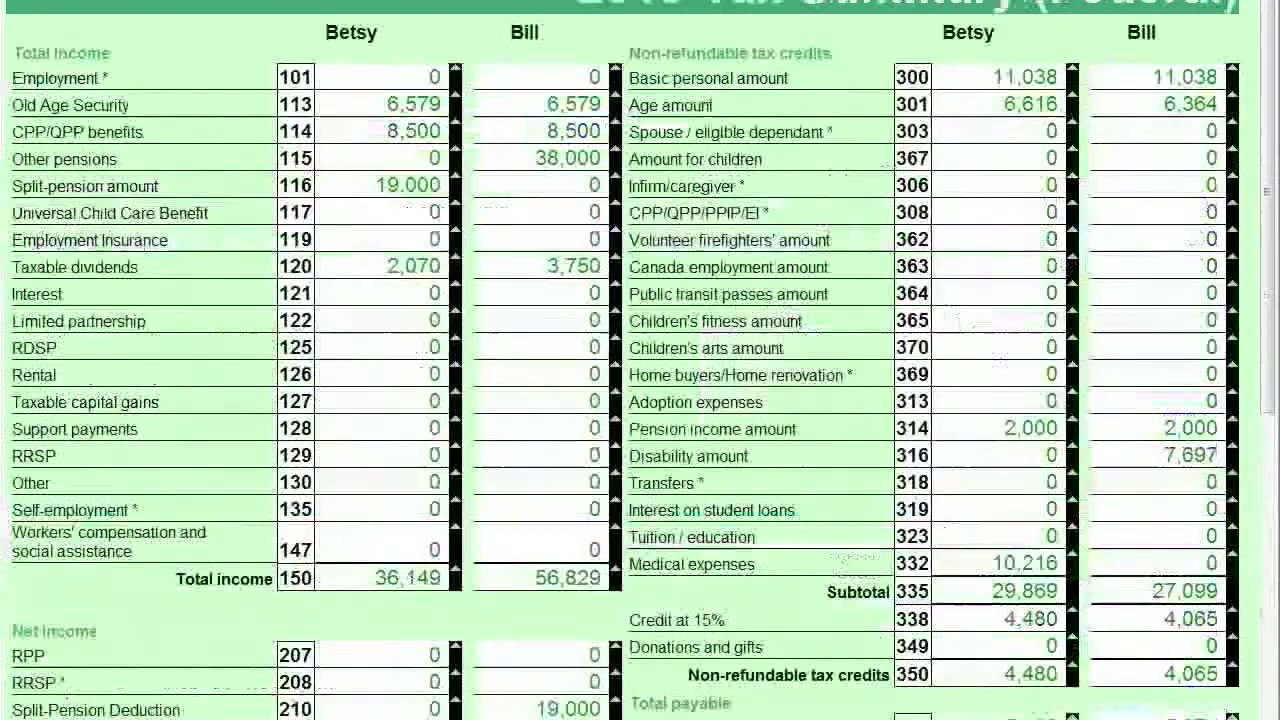 Betsy Bill
Total income
Employment * 101 0 0
Old Age Security 113 6,579 6,579
CPP/QPP benefits 114 8,500 8,500
Other pensions 115 0 38,000
Split-pension amount 116 19.000 0
Universal Child Care Benefit 117 0 0
Employment Insurance 119 0 0
Taxable dividends 120 2,070 3,750
Interest 121 0 0
Limited partnership 122 0 0
RDSP 125 0 0
Rental 126 0 0
Taxable capital gains 127 0 0
Support payments 128 0 0
RRSP 129 0 0
Other 130 0 0
Self-employment * 135 0 0
Workers' compensation and
social assistance 147 0 0
Total income 150 36,149 56,829
Net income
RPP 207 0 0
RRSP * 208 0 0
Split-Pension Deduction 210 0 19,000
Betsy Bill
Non-refundable tax credits
Basic personal amount 300 11,038 11,038
Age amount 301 6,616 6,364
Spouse / eligible dependant * 303 0 0
Amount for children 367 0 0
Infirm/caregiver * 306 0 0
CPP/QPP/PPIP/EI * 308 0 0
Volunteer firefighters' amount 362 0 0
Canada employment amount 363 0 0
Public transit passes amount 364 0 0
Children's fitness amount 365 0 0
Children's arts amount 370 0 0
Home buyers/Home renovation * 369 0 0
Adoption expenses 313 0 0
Pension income amount 314 2,000 2,000
Disability amount 316 0 7,697
Transfers * 318 0 0
Interest on student loans 319 0 0
Tuition / education 323 0 0
Medical expenses 332 10,216 0
Subtotal 335 29,869 27,099
Credit at 15% 338 4,480 4,065
Donations and gifts 349 0 0
Non-refundable tax credits 350 4,480 4,065
Total payable